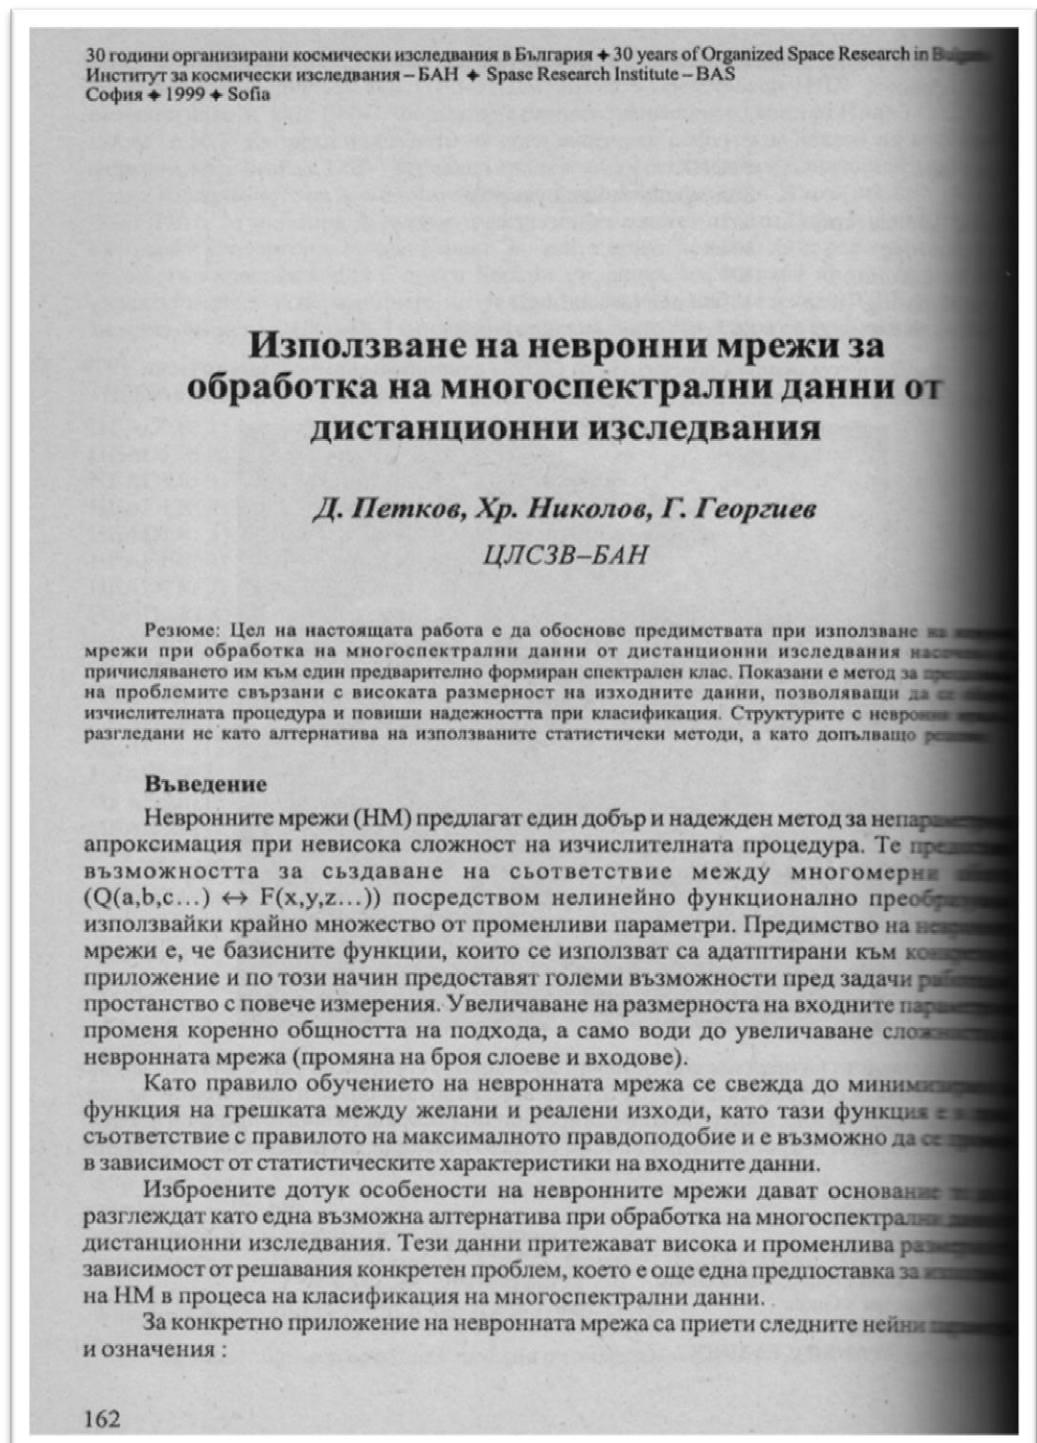 30 години организирани космически изследвания в България ✦ 30 years of Organized Space Research in
Институт за космически изследвания – БАН ✦ Spase Research Institute – BAS
София ✦ 1999 ✦ Sofia
Използване на невронни мрежи за
обработка на многоспектрални данни от
дистанционни изследвания
Д. Петков, Хр. Николов, Г. Георгиев
ЦЛСЗВ–БАН
Резюме: Цел на настоящата работа е да обоснове предимствата при използване
мрежи при обработка на многоспектрални данни от дистанционни изследвания
причисляването им към един предварително формиран спектрален клас. Показани е метод за
на проблемите свързани с високата размерност на изходните данни, позволяващи да се
изчислителната процедура и повиши надежността при класификация. Структурите с невронни
разгледани не като алтернатива на използваните статистически методи, а като допълващо
Въведение
Невронните мрежи (НМ) предлагат един добър и надежден метод за
апроксимация при невисока сложност на изчислителната процедура. Те
възможността за създаване на съответствие между многомерни
(Q(a,b,c...) ↔ F(x,y,z...)) посредством нелинейно функционално
използвайки крайно множество от променливи параметри. Предимство на
мрежи е, че базисните функции, които се използват са адатптирани към
приложение и по този начин предоставят големи възможности пред задачи
простанство с повече измерения. Увеличаване на размерноста на входните
променя коренно общността на подхода, а само води до увеличаване
невронната мрежа (промяна на броя слоеве и входове).
Като правило обучението на невронната мрежа се свежда до
функция на грешката между желани и реалени изходи, като тази функция е
съответствие с правилото на максималното правдоподобие и е възможно да се
в зависимост от статистическите характеристики на входните данни.
Изброените дотук особености на невронните мрежи дават основание
разглеждат като една възможна алтернатива при обработка на многоспектрални
дистанционни изследвания. Тези данни притежават висока и променлива
зависимост от решавания конкретен проблем, което е още една предпоставка за
на НМ в процеса на класификация на многоспектрални данни.
За конкретно приложение на невронната мрежа са приети следните нейни
и означения :
162